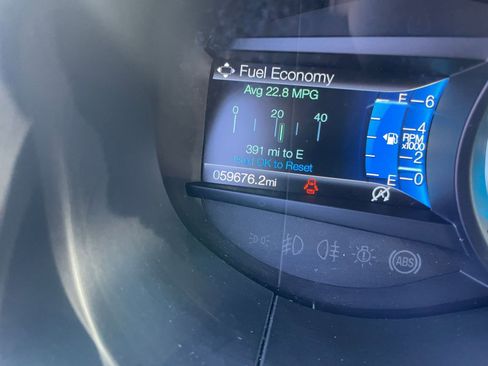 Fuel Economy
Avg 22.8 MPG
0 20 40
391 mi to E
Hold OK to Reset
059676.2mi
E 6
4
RPM
x1000
2
E 0
ABS